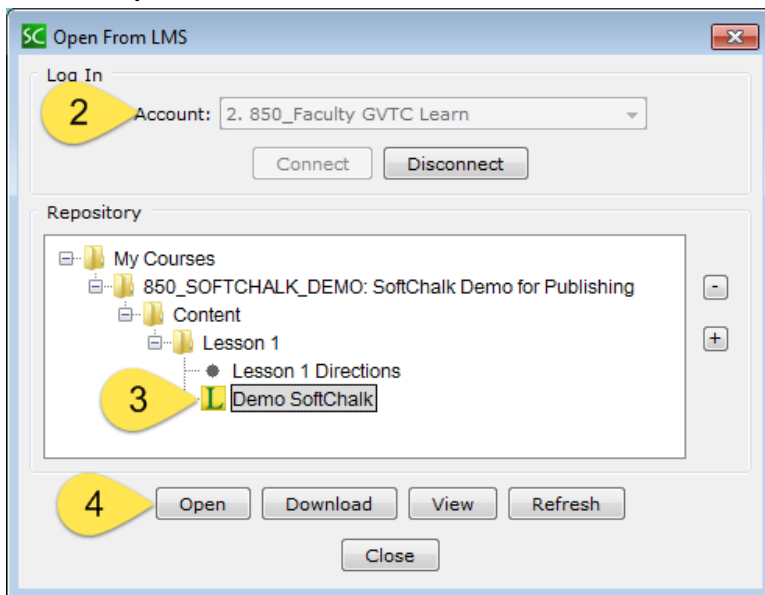 SC Open From LMS
Log In
2 Account: 2. 850_Faculty GVTC Learn
Connect Disconnect
Repository
My Courses
850_SOFTCHALK_DEMO: SoftChalk Demo for Publishing
Content
Lesson 1
Lesson 1 Directions
3 L Demo SoftChalk
4 Open Download View Refresh
Close